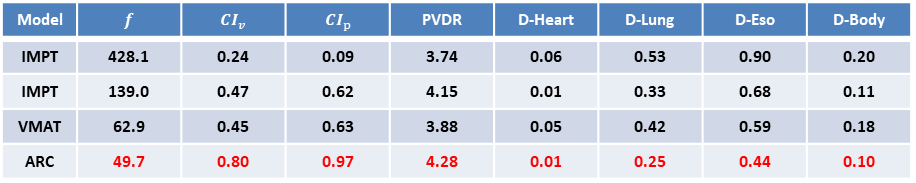 Model f CIv CIp PVDR D-Heart D-Lung D-Eso D-Body
IMPT 428.1 0.24 0.09 3.74 0.06 0.53 0.90 0.20
IMPT 139.0 0.47 0.62 4.15 0.01 0.33 0.68 0.11
VMAT 62.9 0.45 0.63 3.88 0.05 0.42 0.59 0.18
ARC 49.7 0.80 0.97 4.28 0.01 0.25 0.44 0.10